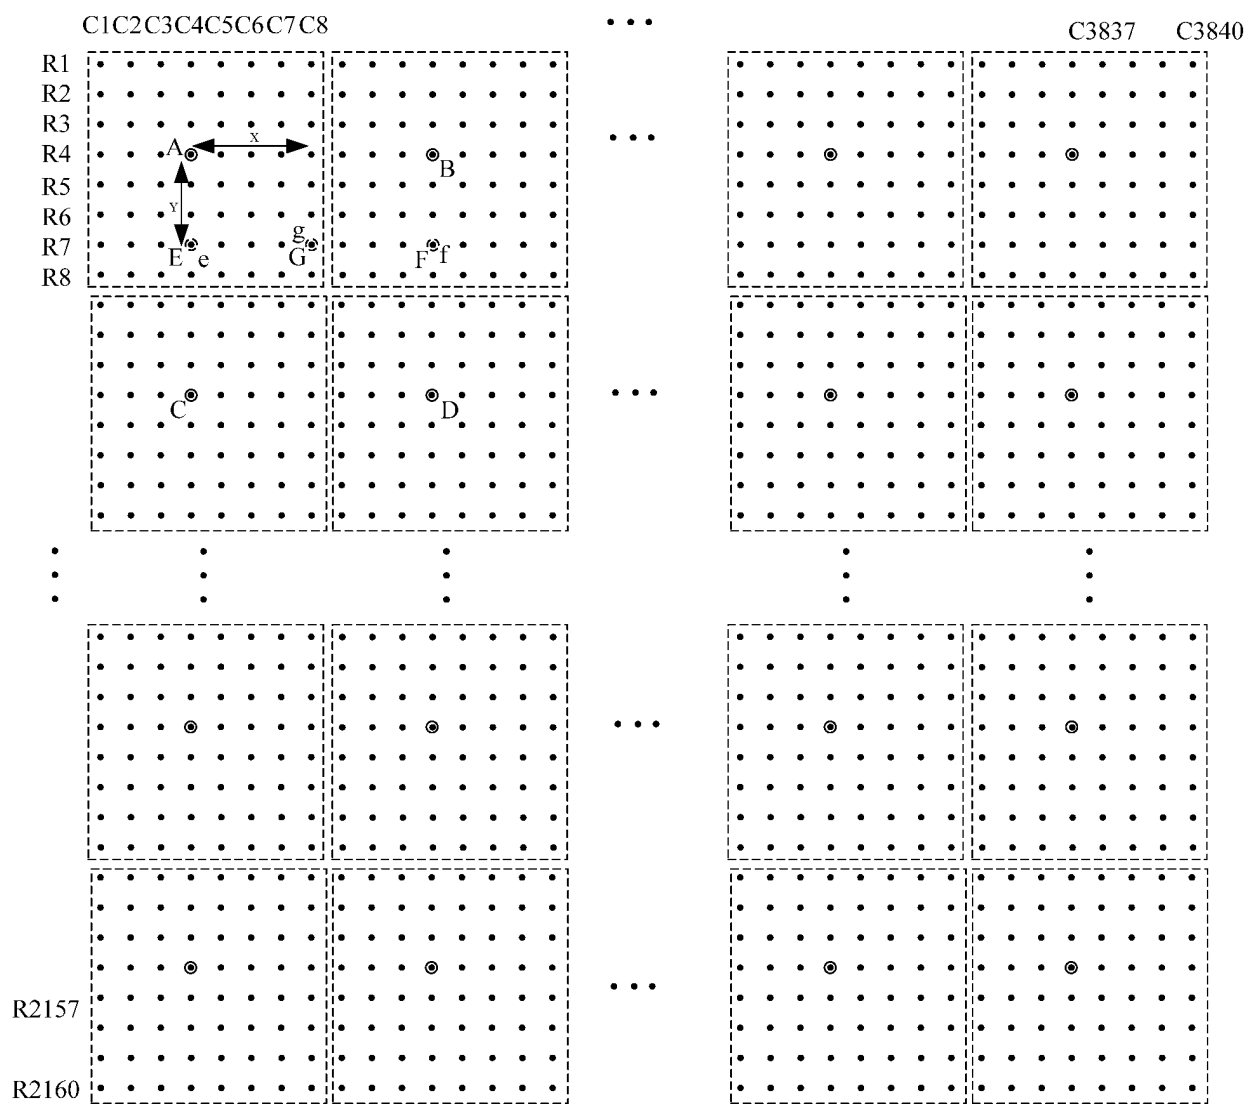 C1C2C3C4C5C6C7C8 C3837 C3840
R1
R2
R3
A X
R4 B
R5
Y
R6
g
R7 E e G F f
R8
C D
R2157
R2160